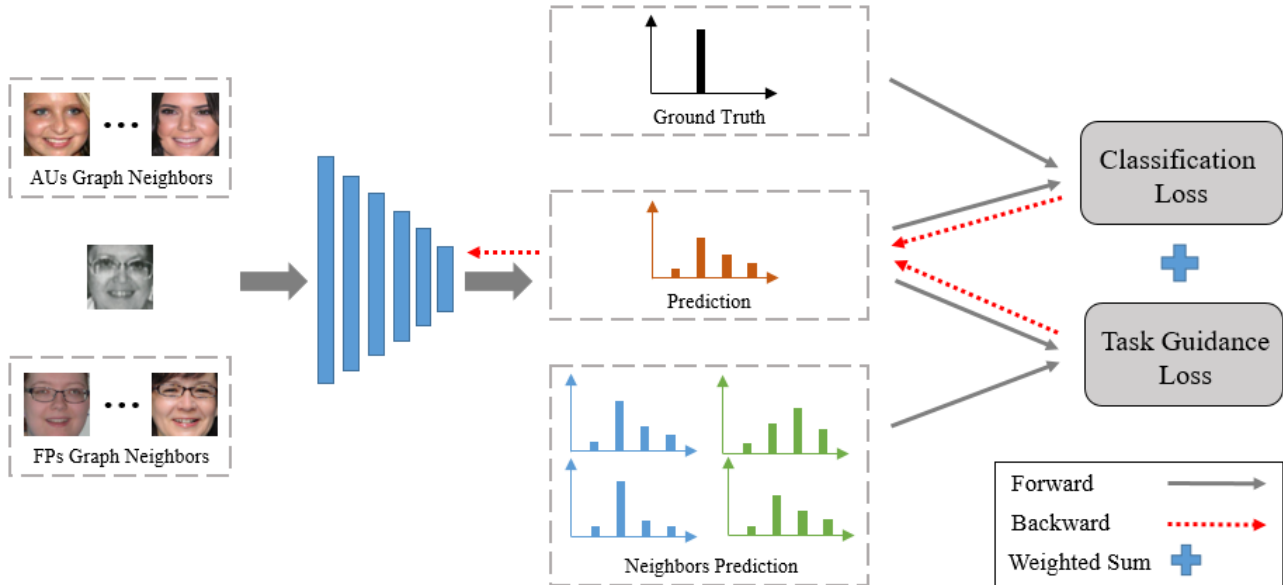 AUs Graph Neighbors
FPs Graph Neighbors
Ground Truth
Prediction
Neighbors Prediction
Classification
Loss
Task Guidance
Loss
Forward
Backward
Weighted Sum